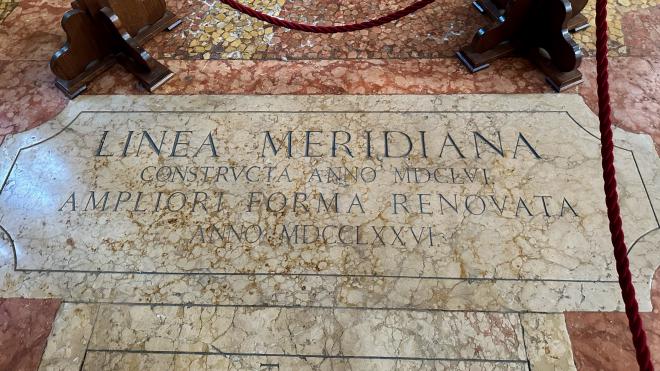 LINEA MERIDIANA
CONSTRVCTA ANNO MDCLVI
AMPLIORI FORMA RENOVATA
ANNO MDCCLXXVI